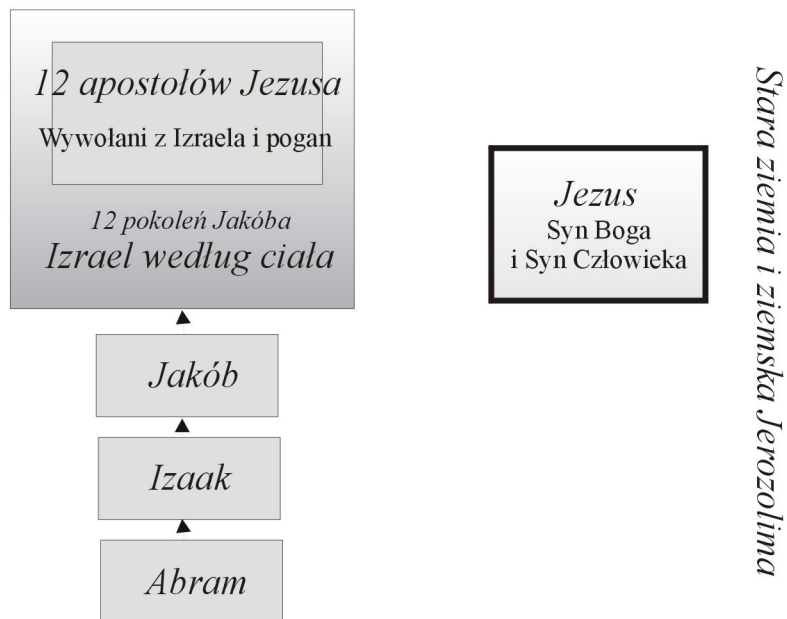 12 apostołów Jezusa
Wywołani z Izraela i pogan
12 pokoleń Jakóba
Izrael według ciała
Jakób
Izaak
Abram
Jezus
Syn Boga
i Syn Człowieka
Stara ziemia i ziemska Jerozolima